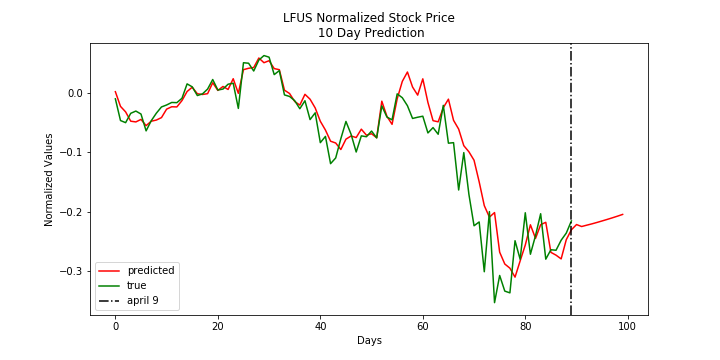 LFUS Normalized Stock Price
10 Day Prediction
Normalized Values
0.0
−0.1
−0.2
−0.3
predicted
true
april 9
0
20
40
60
80
100
Days